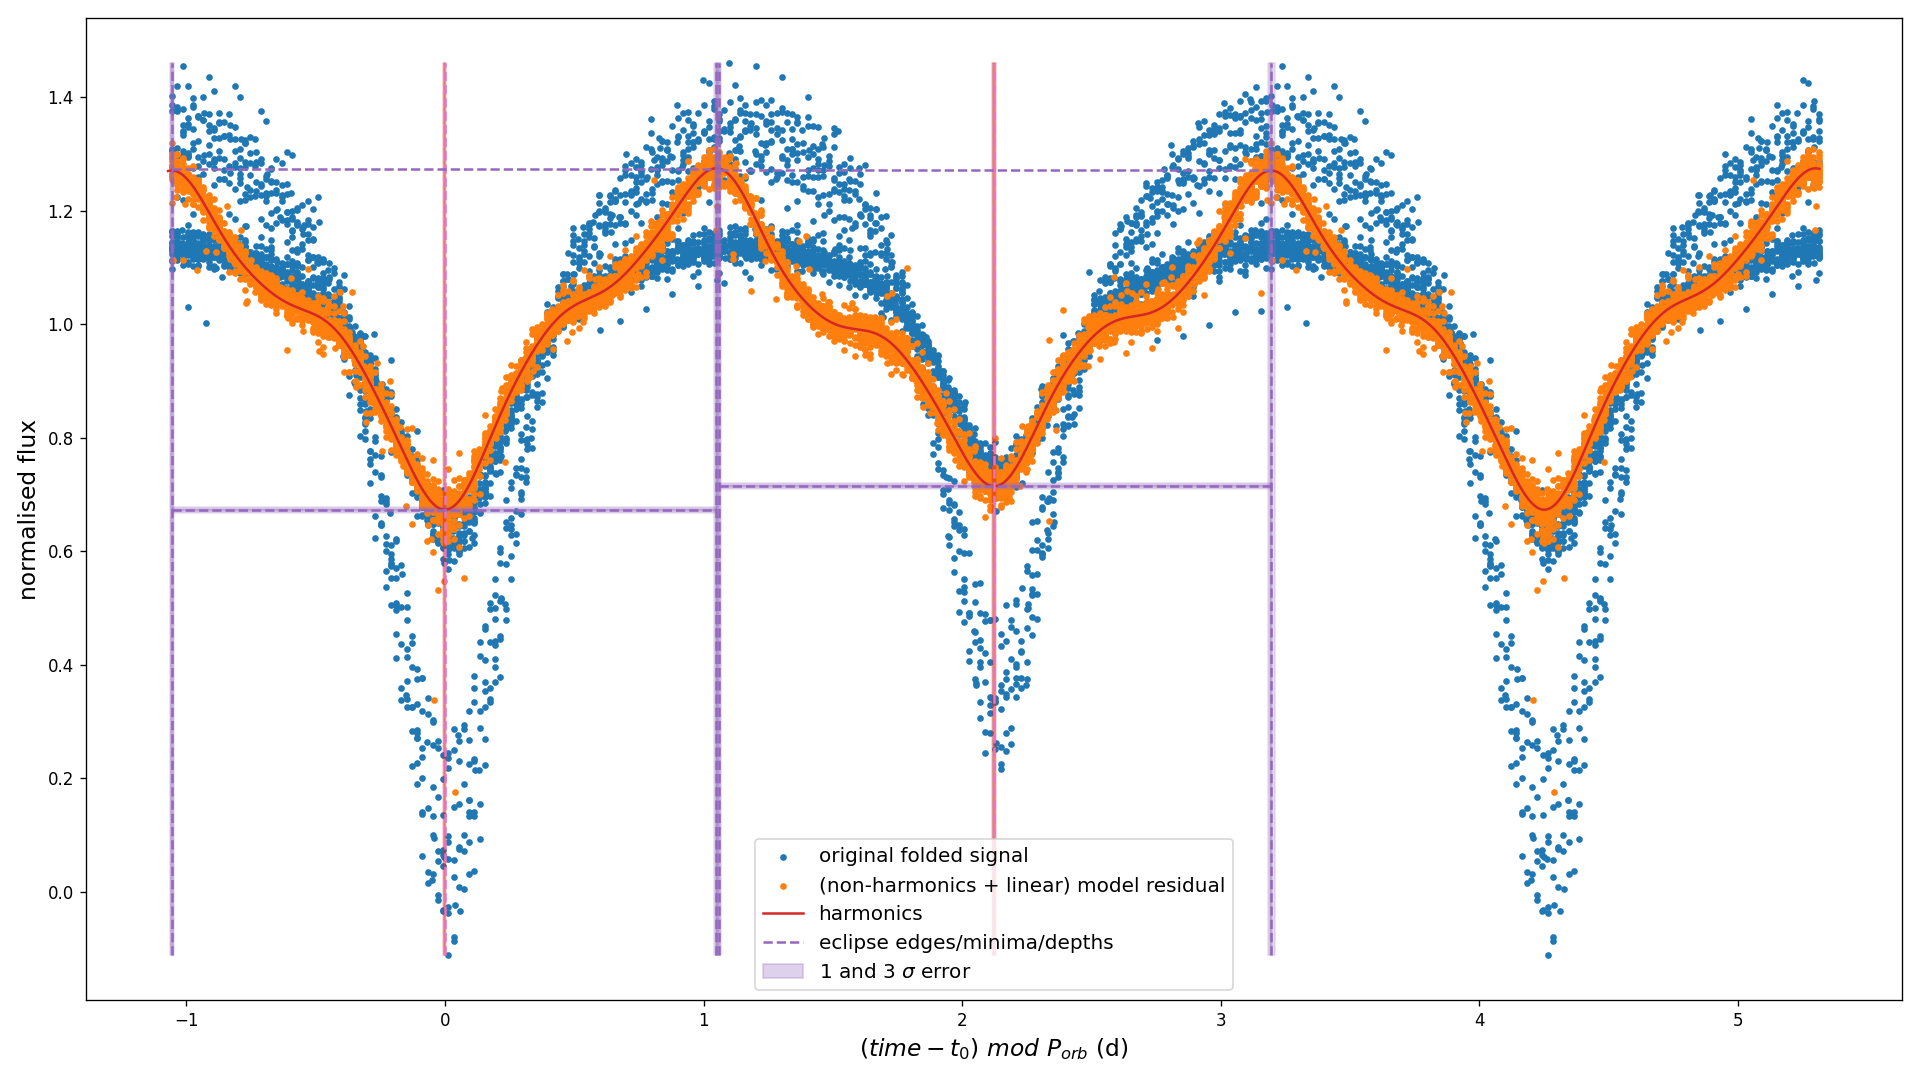 normalised flux
1.4
1.2
1.0
0.8
0.6
0.4
0.2
0.0
original folded signal
(non-harmonics + linear) model residual
harmonics
eclipse edges/minima/depths
1 and 3 σ error
−1 0 1 2 3 4 5
(time − t₀) mod P_orb (d)